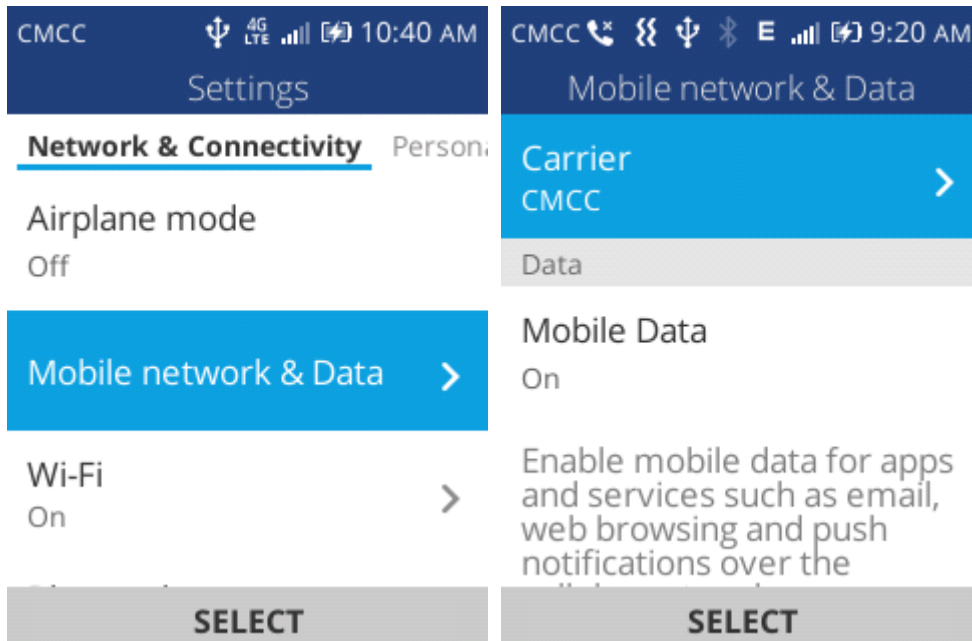 CMCC 4G LTE 10:40 AM
Settings
Network & Connectivity
Airplane mode
Off
Mobile network & Data
Wi-Fi
On
SELECT
CMCC E 9:20 AM
Mobile network & Data
Carrier
CMCC
Data
Mobile Data
On
Enable mobile data for apps
and services such as email,
web browsing and push
notifications over the
SELECT